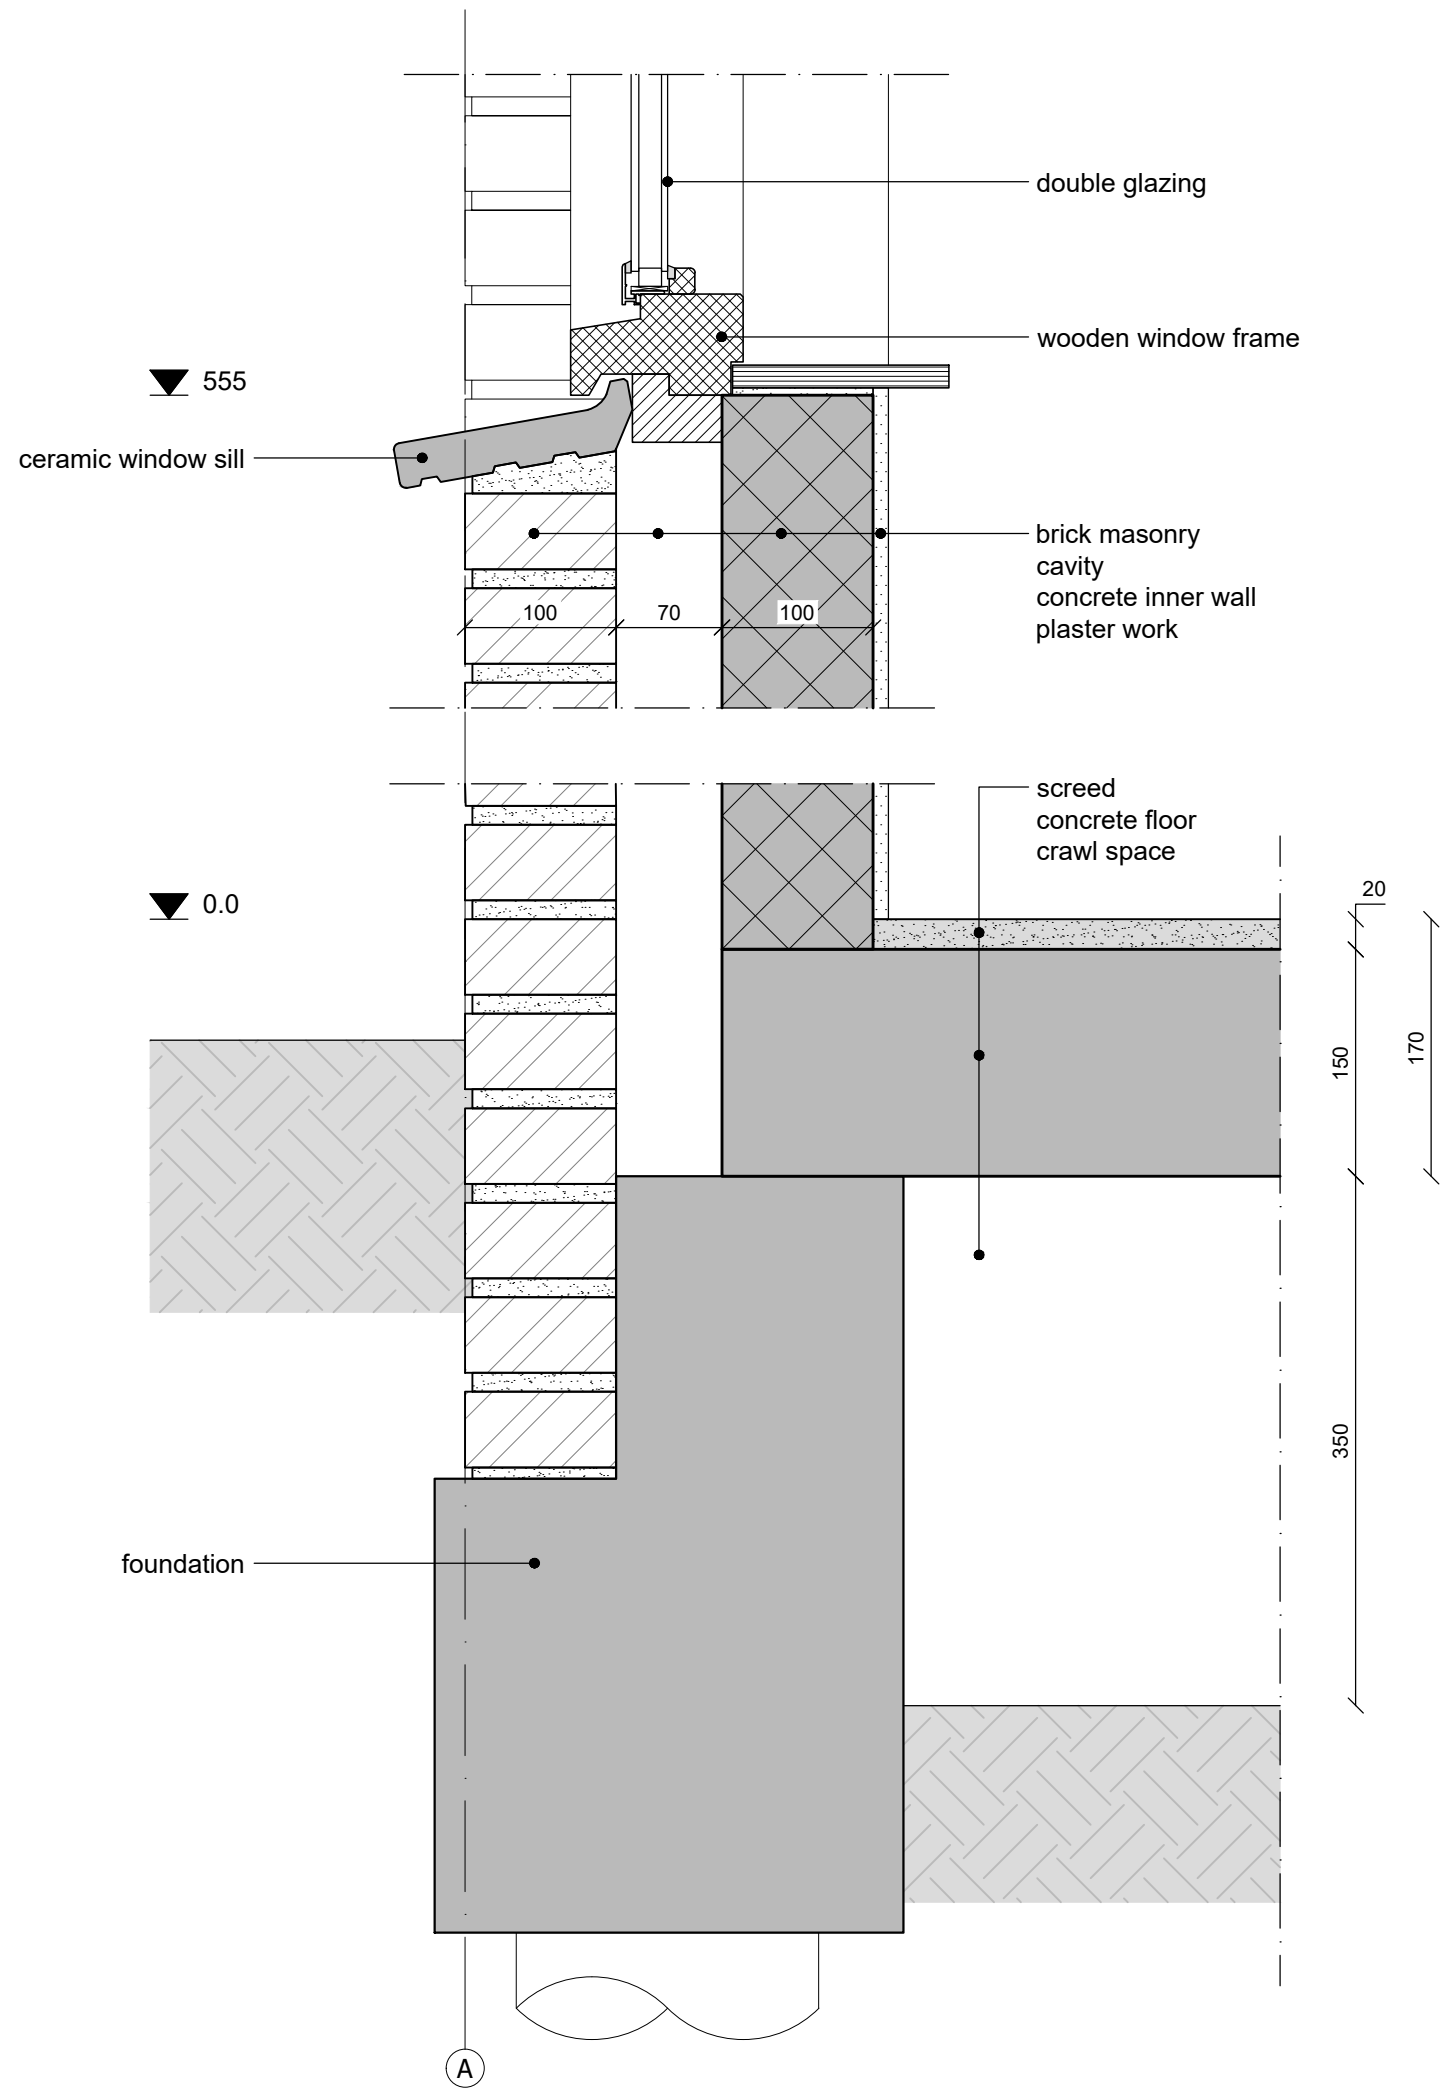 double glazing
wooden window frame
555
ceramic window sill
brick masonry
cavity
concrete inner wall
plaster work
100
70
100
screed
concrete floor
crawl space
20
0.0
150
170
350
foundation
A